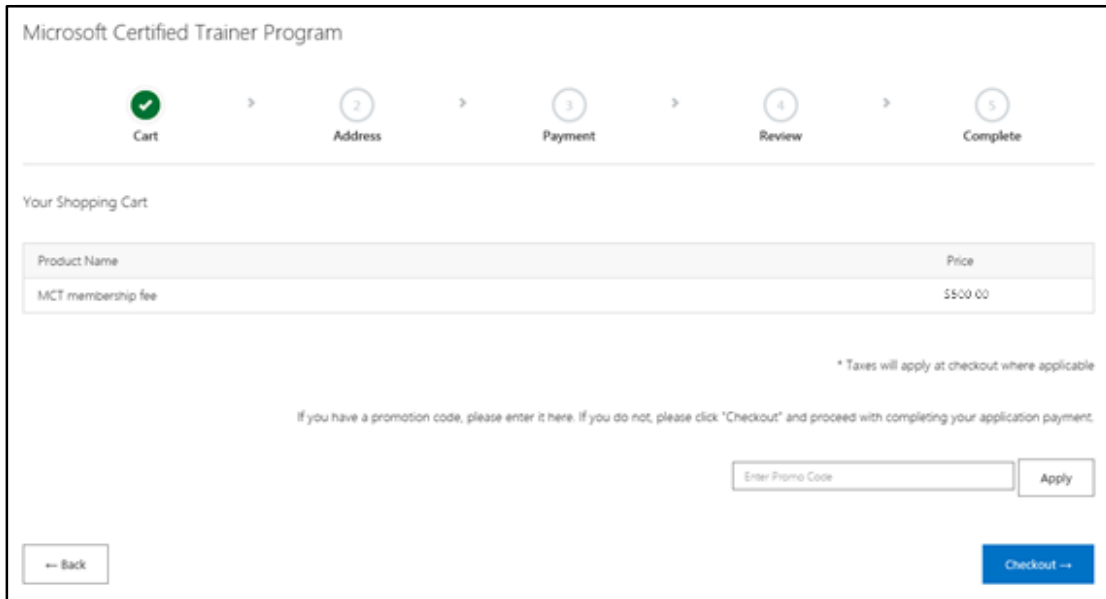 Microsoft Certified Trainer Program
2 3 4 5
Cart Address Payment Review Complete
Your Shopping Cart
Product Name Price
MCT membership fee $500.00
* Taxes will apply at checkout where applicable
If you have a promotion code, please enter it here. If you do not, please click "Checkout" and proceed with completing your application payment.
Enter Promo Code Apply
← Back Checkout →